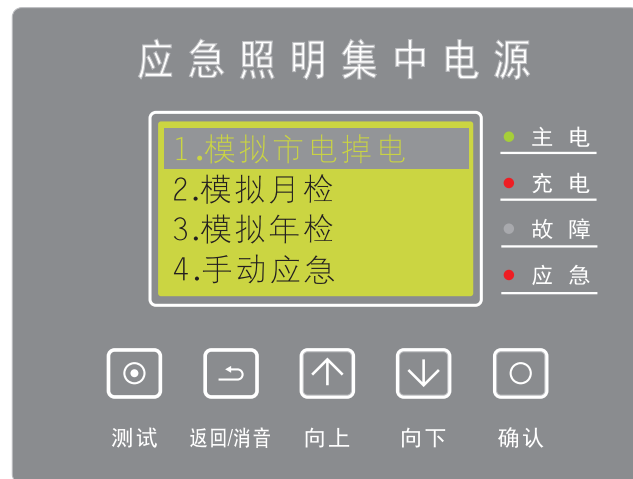 应急照明集中电源
1.模拟市电掉电
2.模拟月检
3.模拟年检
4.手动应急
主电
充电
故障
应急
测试
返回/消音
向上
向下
确认